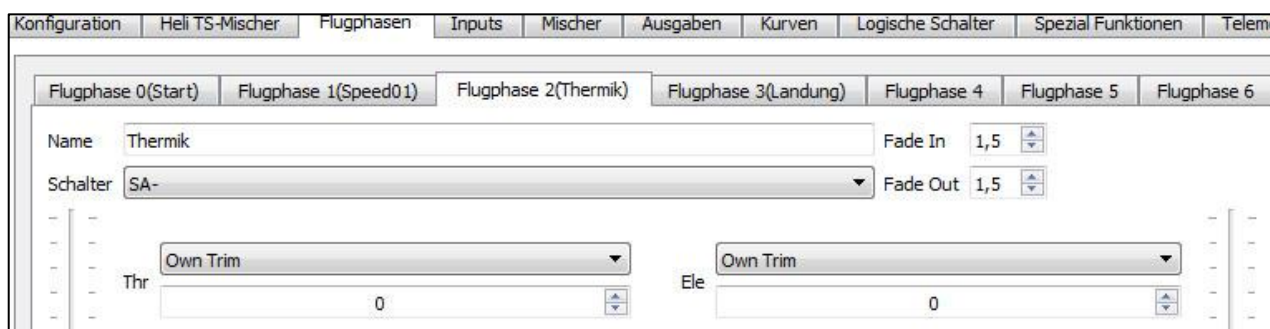 Konfiguration Heli TS-Mischer Flugphasen Inputs Mischer Ausgaben Kurven Logische Schalter Spezial Funktionen Telem
Flugphase 0(Start) Flugphase 1(Speed01) Flugphase 2(Thermik) Flugphase 3(Landung) Flugphase 4 Flugphase 5 Flugphase 6
Name Thermik Fade In 1,5
Schalter SA- Fade Out 1,5
Own Trim Own Trim
Thr Ele
0 0